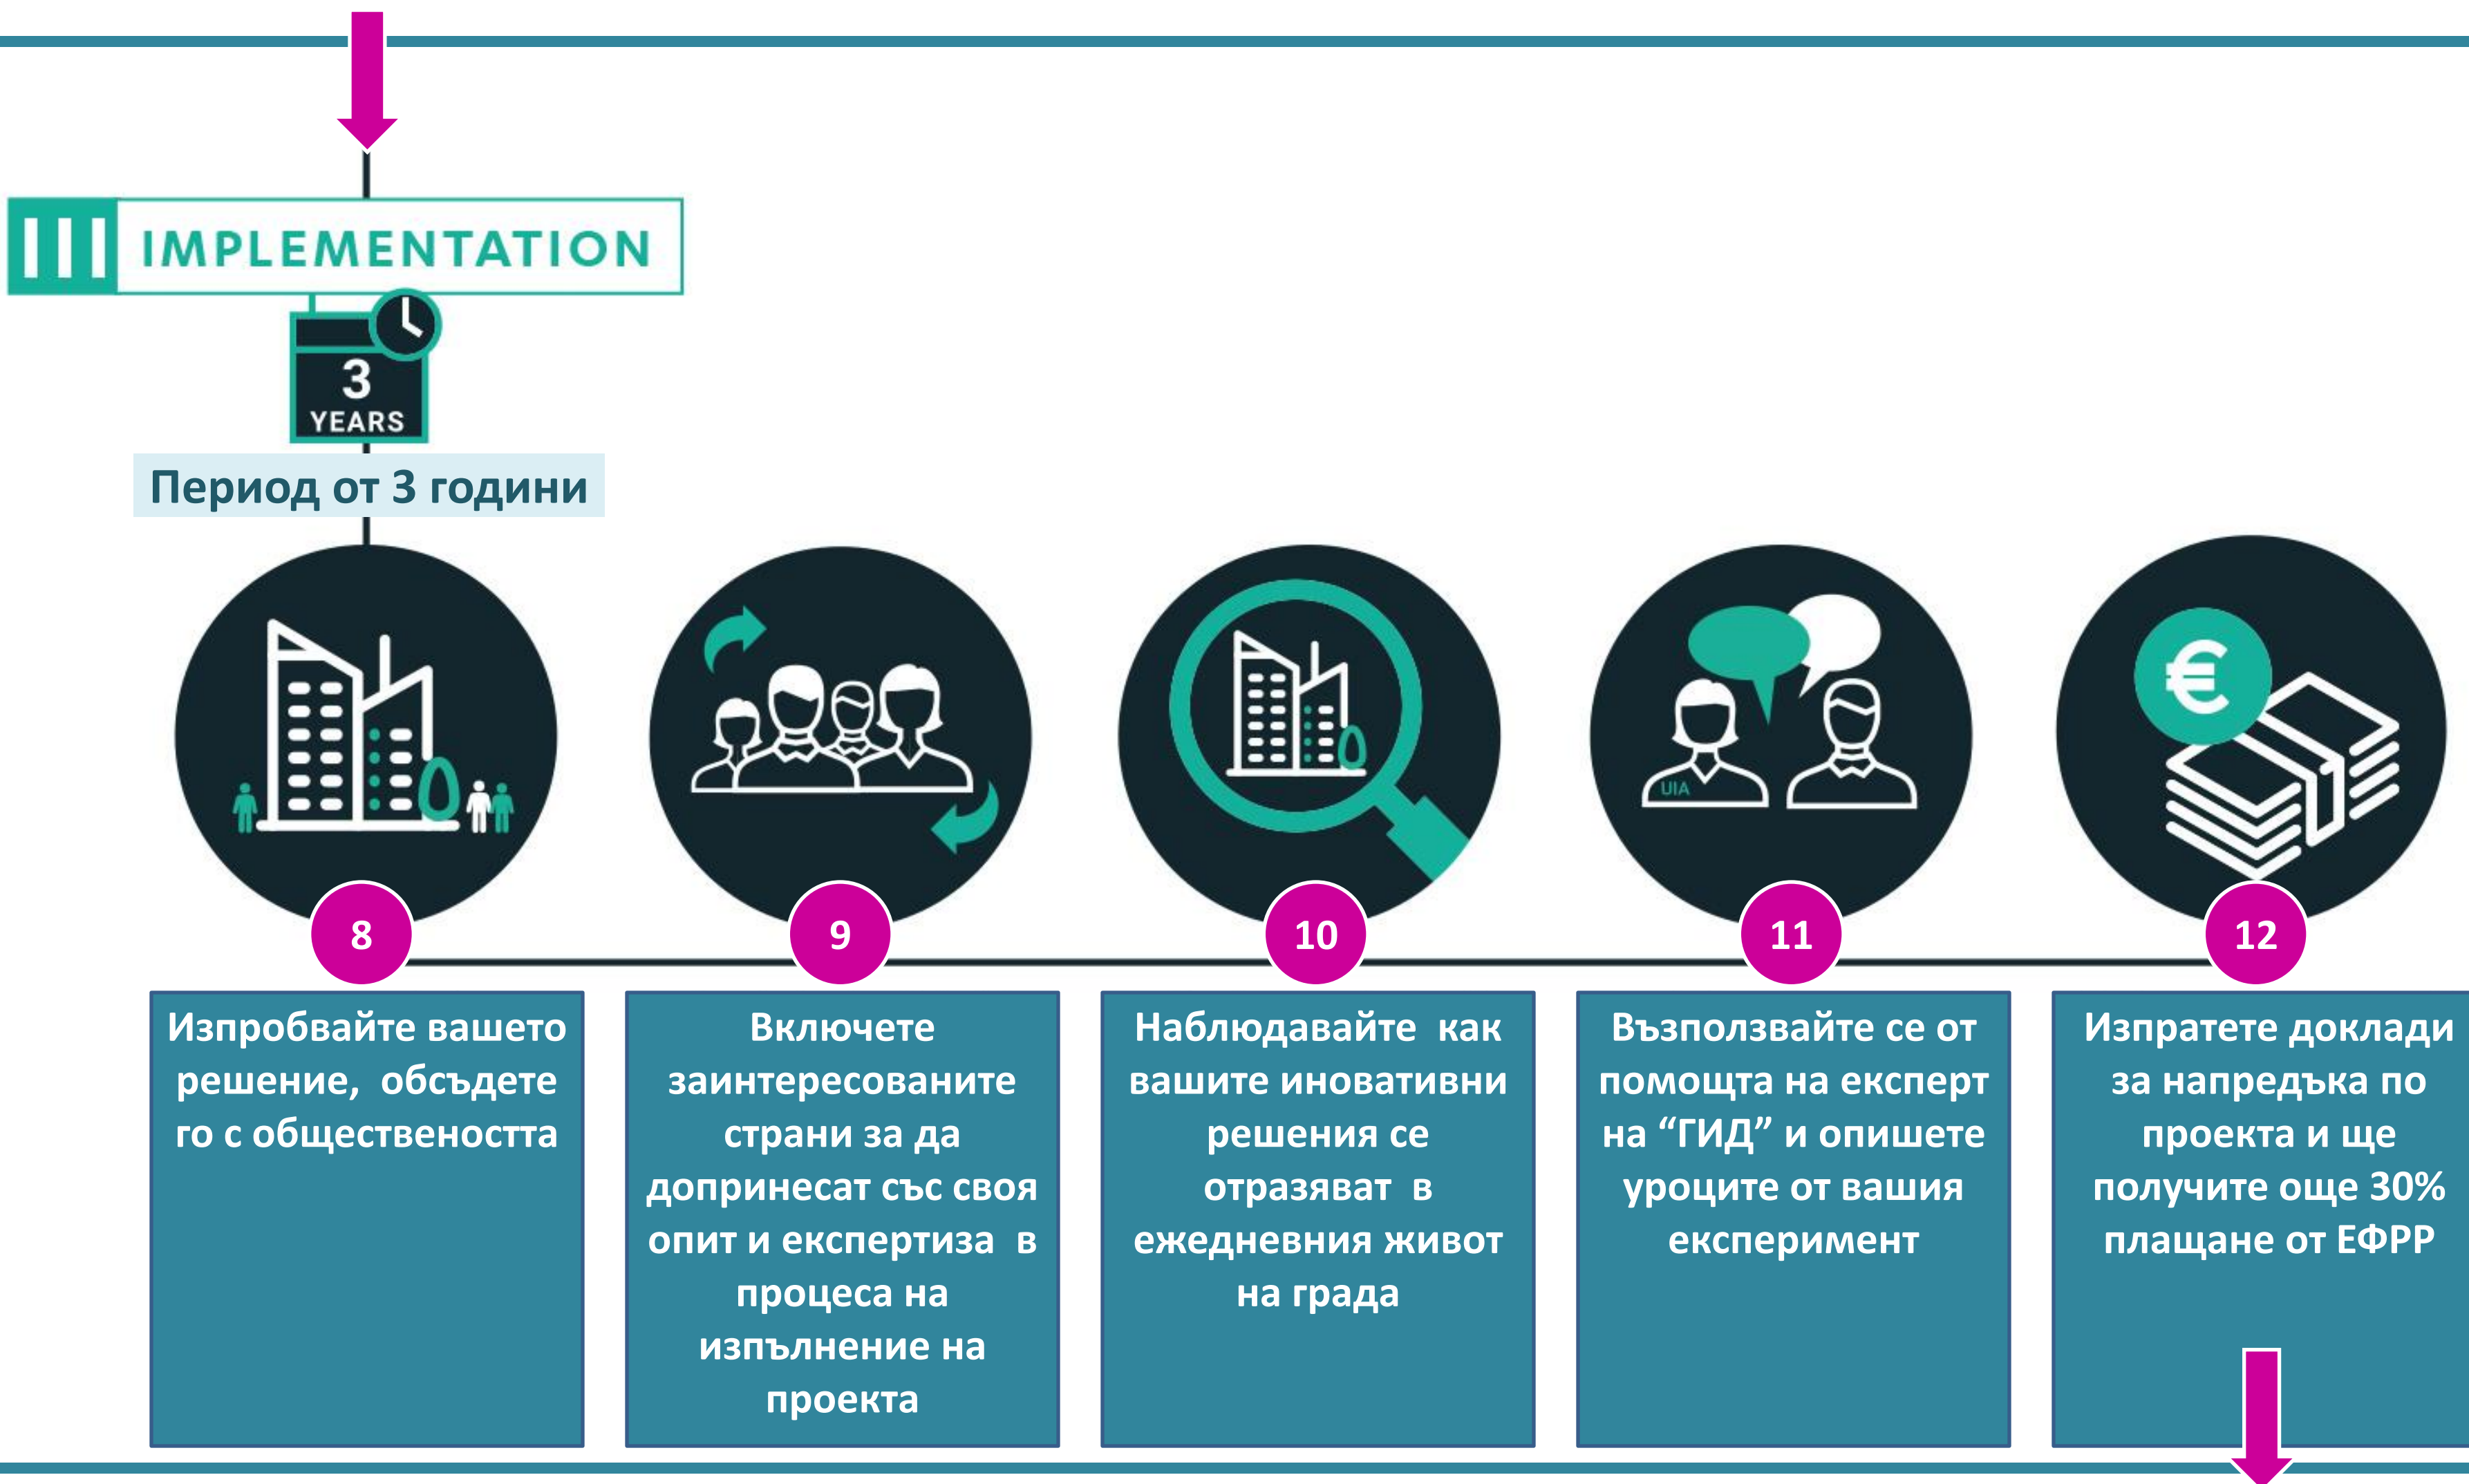 III IMPLEMENTATION
3
YEARS
Период от 3 години
UIA
€
8
9
10
11
12
Изпробвайте вашето
решение, обсъдете
го с обществеността
Включете
заинтересованите
страни за да
допринесат със своя
опит и експертиза в
процеса на
изпълнение на
проекта
Наблюдавайте как
вашите иновативни
решения се
отразяват в
ежедневния живот
на града
Възползвайте се от
помощта на експерт
на “ГИД” и опишете
уроците от вашия
експеримент
Изпратете доклади
за напредъка по
проекта и ще
получите още 30%
плащане от ЕФРР